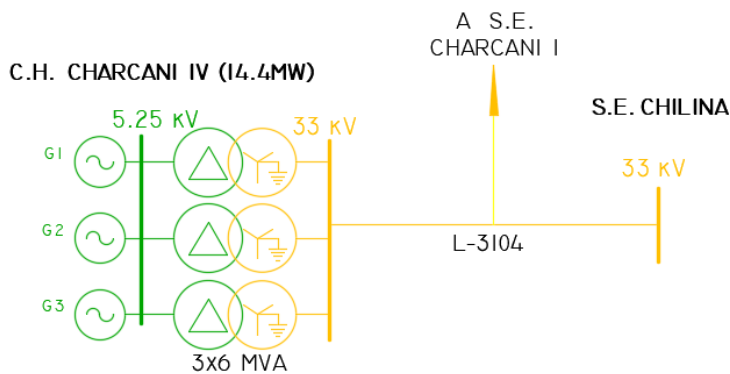 A S.E.
CHARCANI I
C.H. CHARCANI IV (14.4MW)
S.E. CHILINA
5.25 KV
33 KV
33 KV
G1
G2
L-3104
G3
3X6 MVA